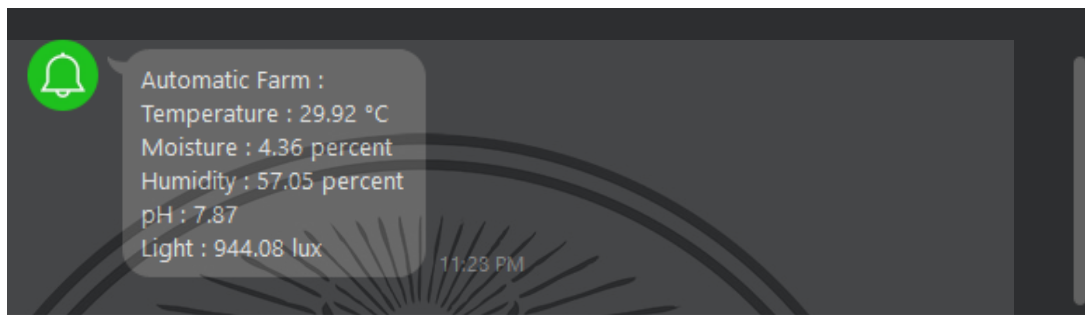 Automatic Farm :
Temperature : 29.92 °C
Moisture : 4.36 percent
Humidity : 57.05 percent
pH : 7.87
Light : 944.08 lux
11:23 PM